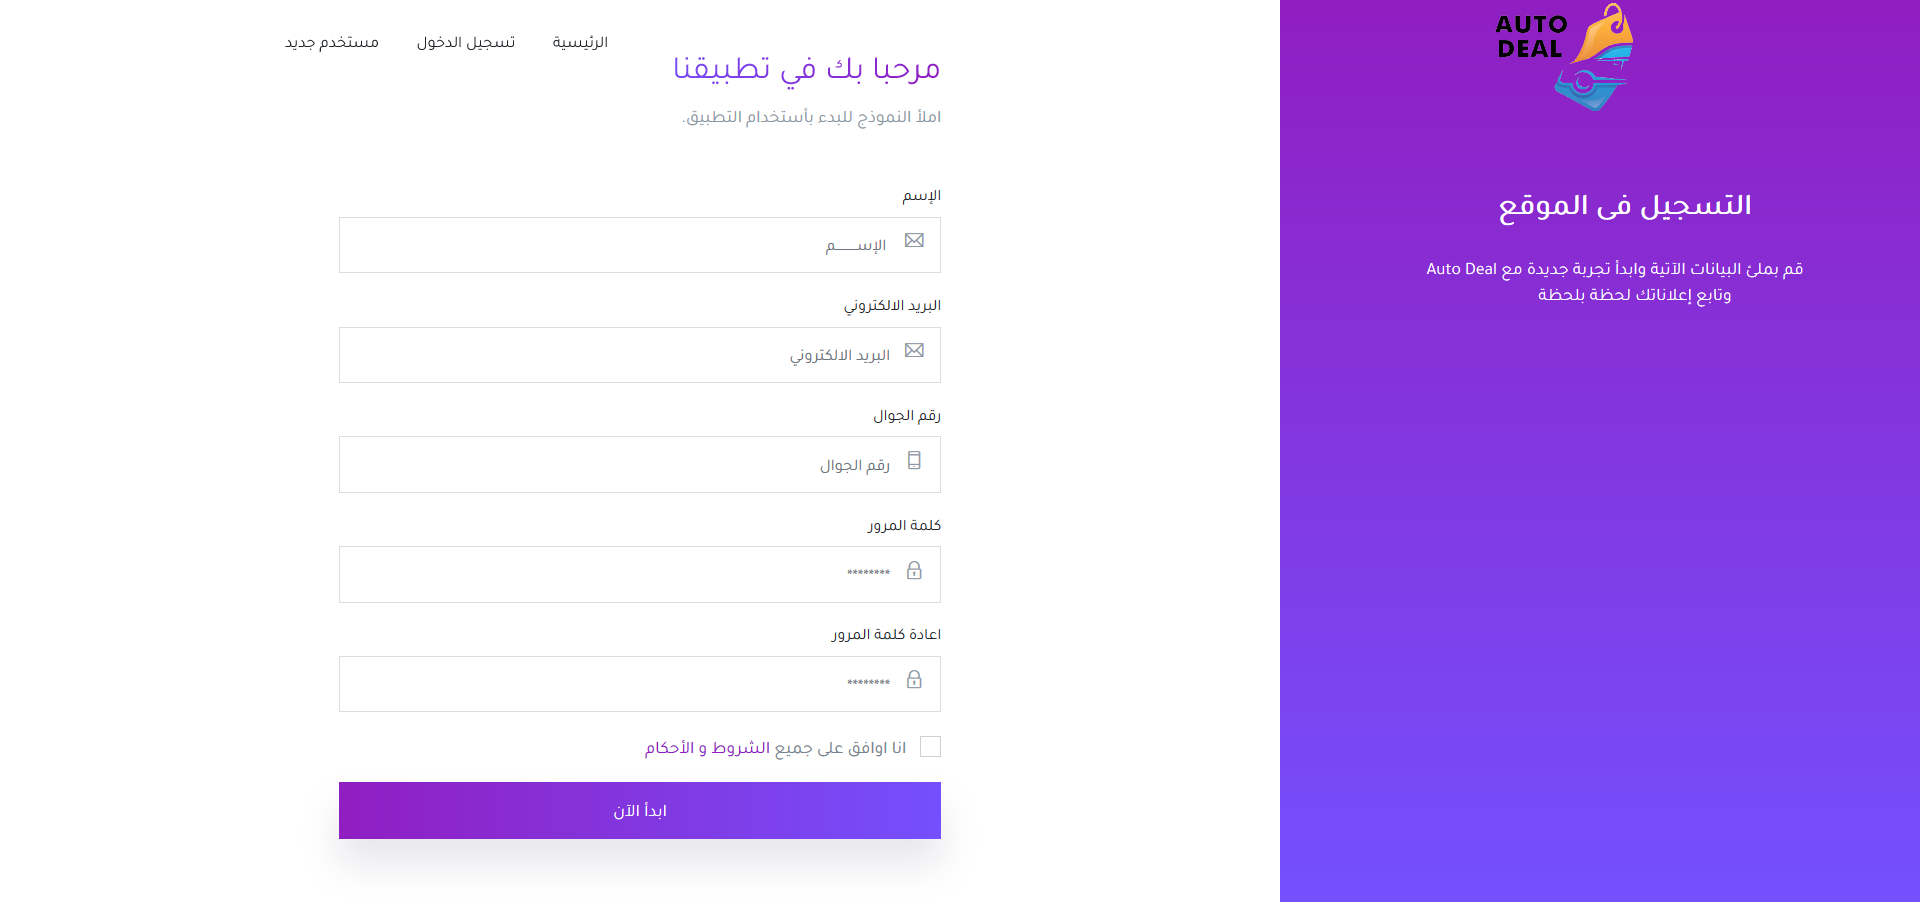 AUTO
DEAL
التسجيل فى الموقع
قم بملئ البيانات الآتية وابدأ تجربة جديدة مع Auto Deal
وتابع إعلاناتك لحظة بلحظة
الرئيسية
تسجيل الدخول
مستخدم جديد
مرحبا بك في تطبيقنا
املأ النموذج للبدء بأستخدام التطبيق.
الإسم
الإســـــم
البريد الالكتروني
البريد الالكتروني
رقم الجوال
رقم الجوال
كلمة المرور
********
اعادة كلمة المرور
********
انا اوافق على جميع الشروط و الأحكام
ابدأ الآن